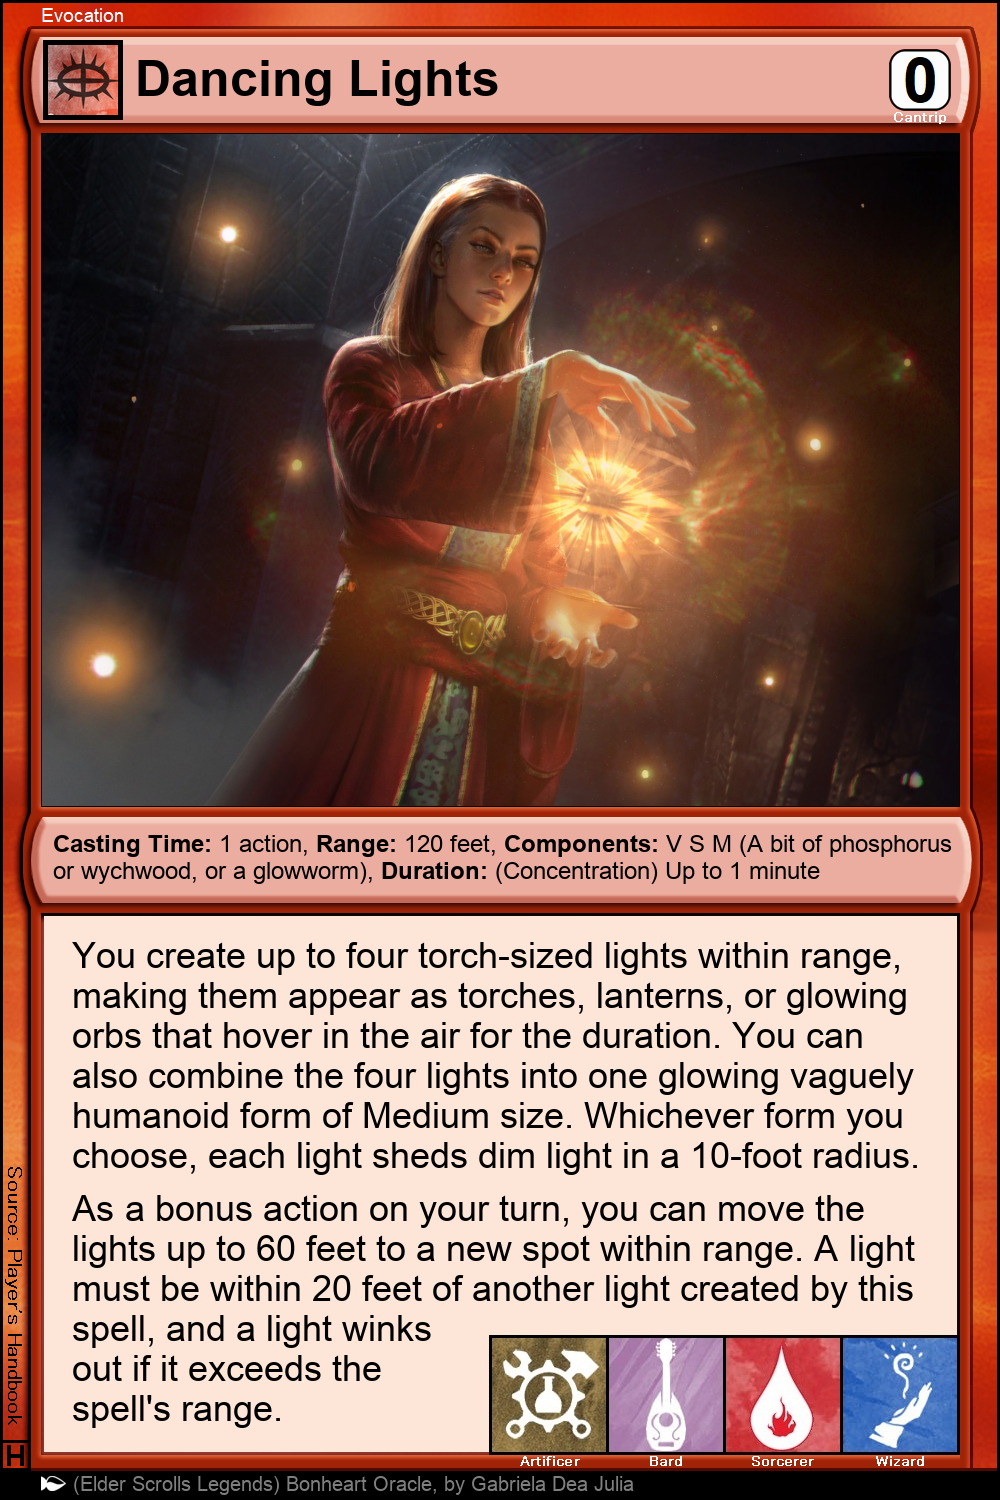 Evocation
Dancing Lights
0
Cantrip
Casting Time: 1 action, Range: 120 feet, Components: V S M (A bit of phosphorus
or wychwood, or a glowworm), Duration: (Concentration) Up to 1 minute
You create up to four torch-sized lights within range,
making them appear as torches, lanterns, or glowing
orbs that hover in the air for the duration. You can
also combine the four lights into one glowing vaguely
humanoid form of Medium size. Whichever form you
choose, each light sheds dim light in a 10-foot radius.
As a bonus action on your turn, you can move the
lights up to 60 feet to a new spot within range. A light
must be within 20 feet of another light created by this
spell, and a light winks
out if it exceeds the
spell's range.
Artificer
Bard
Sorcerer
Wizard
Source: Player's Handbook
H
(Elder Scrolls Legends) Bonheart Oracle, by Gabriela Dea Julia